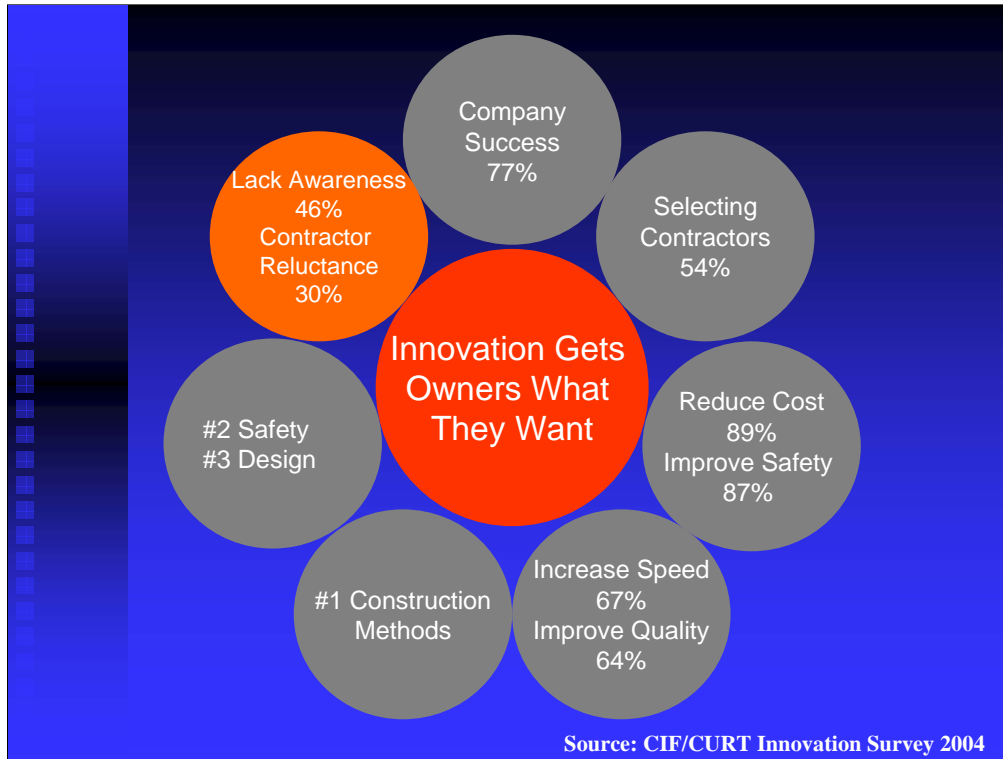 Company
Success
77%
Lack Awareness
46%
Contractor
Reluctance
30%
Selecting
Contractors
54%
Innovation Gets
Owners What
They Want
#2 Safety
#3 Design
Reduce Cost
89%
Improve Safety
87%
#1 Construction
Methods
Increase Speed
67%
Improve Quality
64%
Source: CIF/CURT Innovation Survey 2004